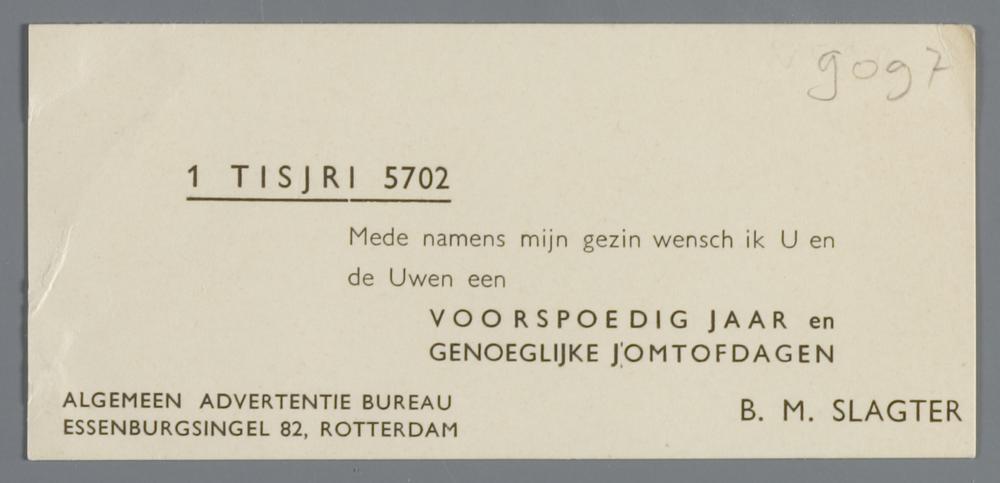 9097
1 TISJRI 5702
Mede namens mijn gezin wensch ik U en
de Uwen een
VOORSPOEDIG JAAR en
GENOEGLIJKE J'OMTOFDAGEN
ALGEMEEN ADVERTENTIE BUREAU
ESSENBURGSINGEL 82, ROTTERDAM
B. M. SLAGTER